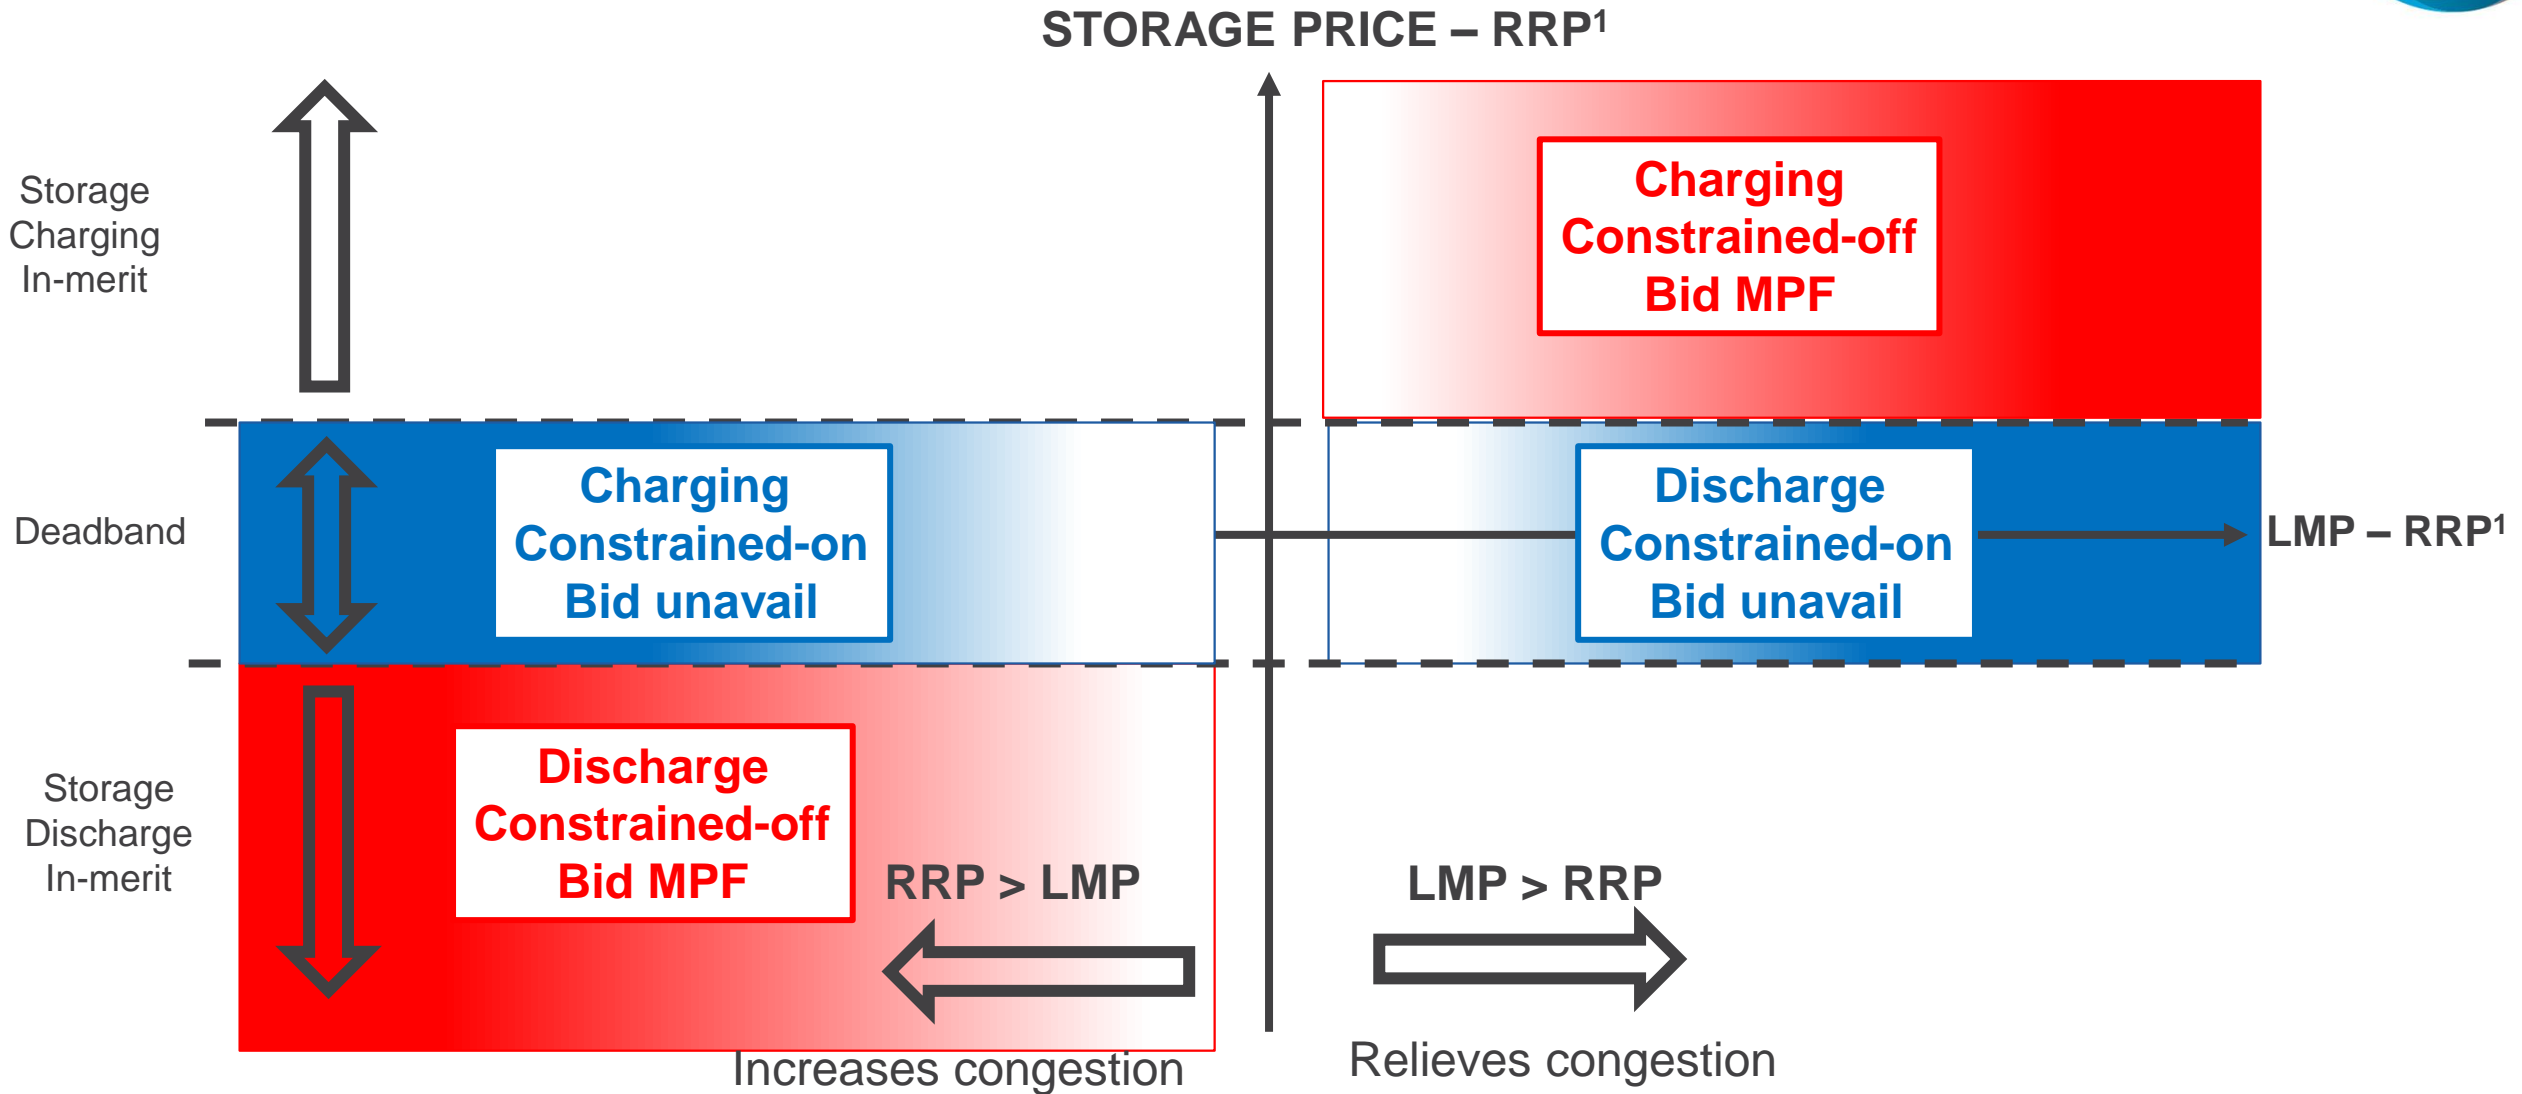 STORAGE PRICE – RRP¹
Storage
Charging
In-merit
Charging
Constrained-off
Bid MPF
Deadband
Charging
Constrained-on
Bid unavail
Discharge
Constrained-on
Bid unavail
LMP – RRP¹
Storage
Discharge
In-merit
Discharge
Constrained-off
Bid MPF
RRP > LMP
LMP > RRP
Increases congestion
Relieves congestion